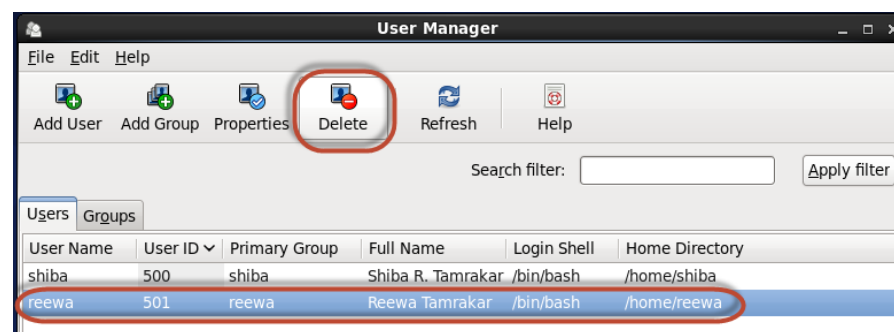 User Manager
File Edit Help
Add User Add Group Properties Delete Refresh Help
Search filter: Apply filter
Users Groups
User Name User ID Primary Group Full Name Login Shell Home Directory
shiba 500 shiba Shiba R. Tamrakar /bin/bash /home/shiba
reewa 501 reewa Reewa Tamrakar /bin/bash /home/reewa